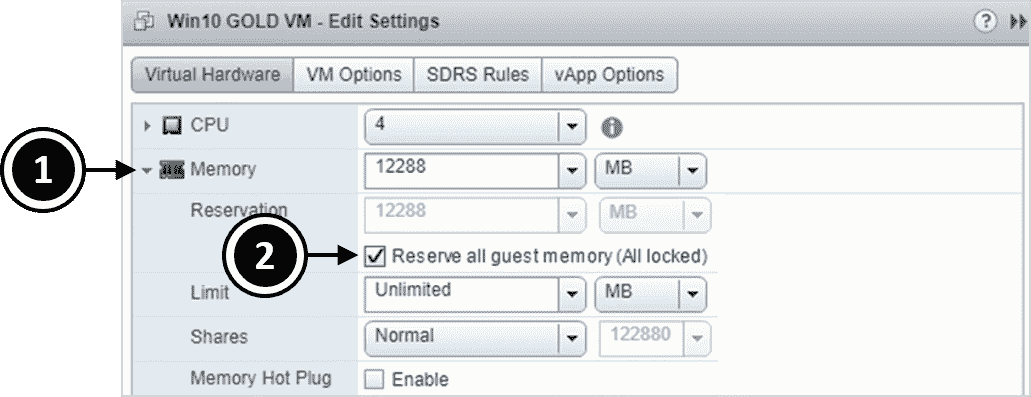 Win10 GOLD VM - Edit Settings ?
Virtual Hardware VM Options SDRS Rules vApp Options
CPU 4 i
1 Memory 12288 MB
Reservation 12288 MB
2 Reserve all guest memory (All locked)
Limit Unlimited MB
Shares Normal 122880
Memory Hot Plug Enable